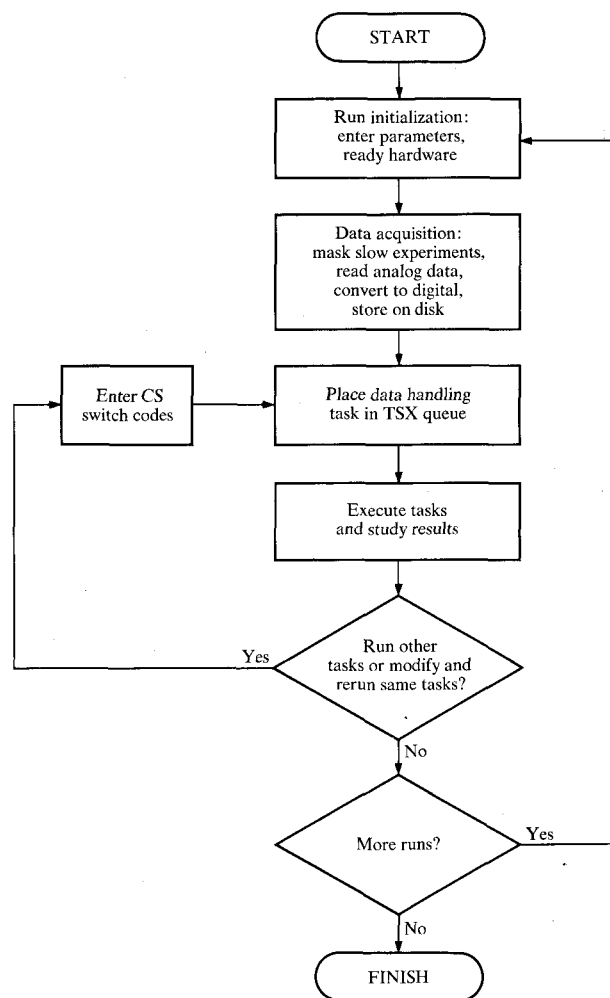 START
Run initialization:
enter parameters,
ready hardware
Data acquisition:
mask slow experiments,
read analog data,
convert to digital,
store on disk
Enter CS
switch codes
Place data handling
task in TSX queue
Execute tasks
and study results
Yes
Run other
tasks or modify and
rerun same tasks?
No
More runs?
Yes
No
FINISH